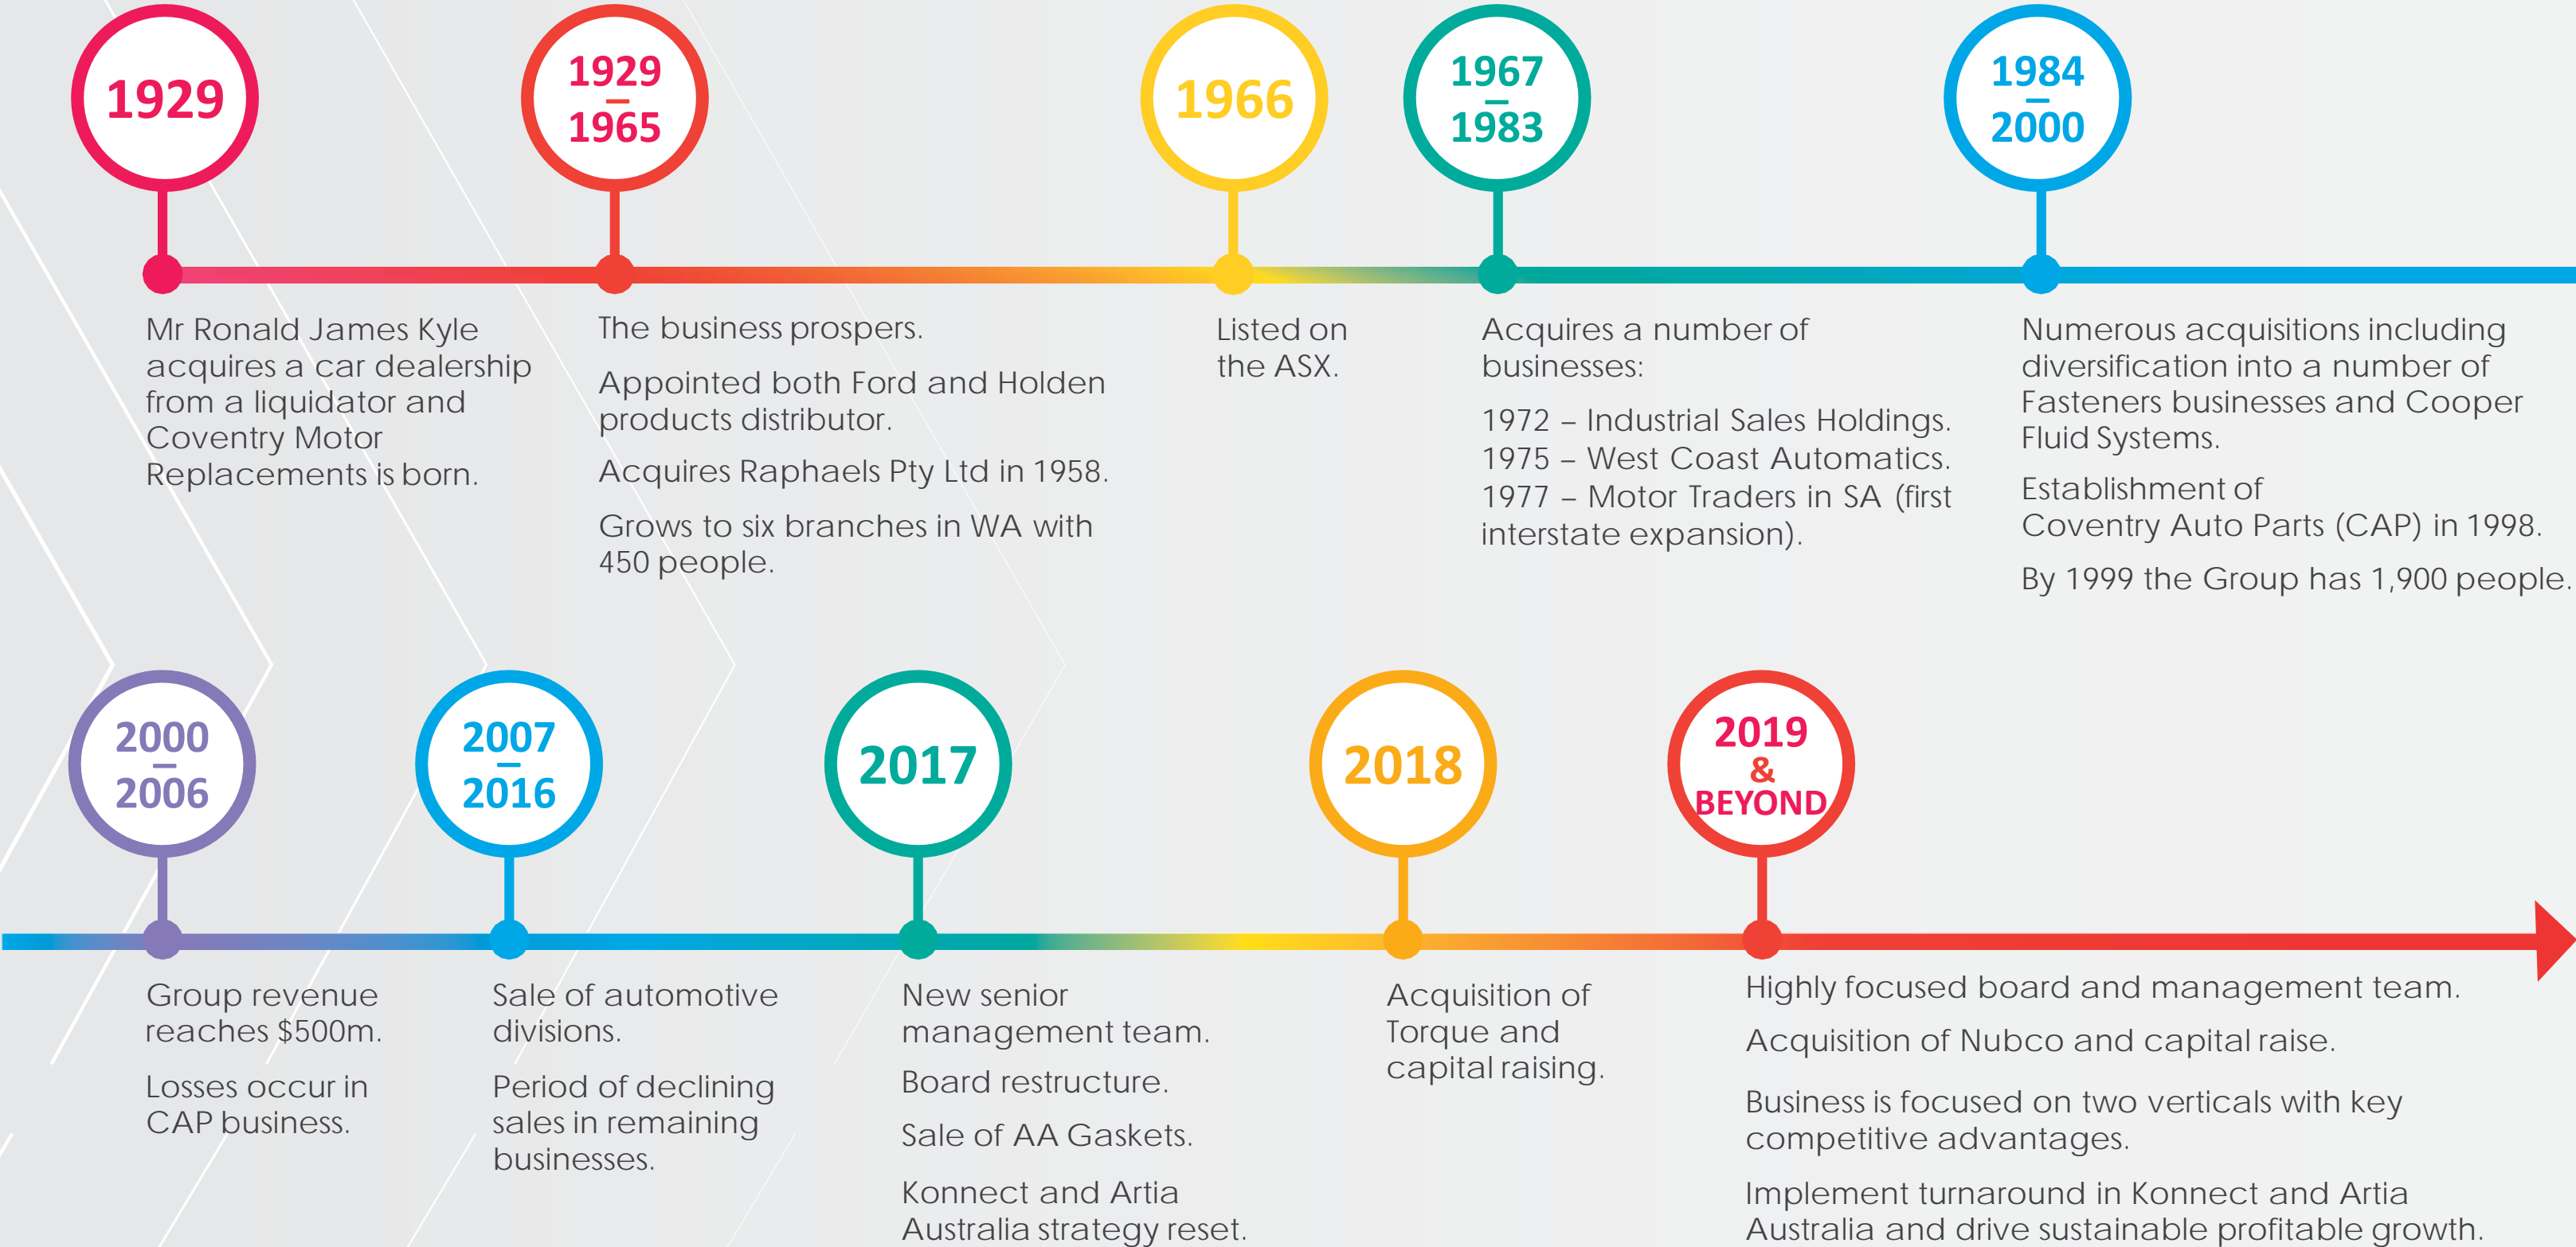 1929
Mr Ronald James Kyle
acquires a car dealership
from a liquidator and
Coventry Motor
Replacements is born.
1929
–
1965
The business prospers.
Appointed both Ford and Holden
products distributor.
Acquires Raphaels Pty Ltd in 1958.
Grows to six branches in WA with
450 people.
1966
Listed on
the ASX.
1967
–
1983
Acquires a number of
businesses:
1972 – Industrial Sales Holdings.
1975 – West Coast Automatics.
1977 – Motor Traders in SA (first
interstate expansion).
1984
–
2000
Numerous acquisitions including
diversification into a number of
Fasteners businesses and Cooper
Fluid Systems.
Establishment of
Coventry Auto Parts (CAP) in 1998.
By 1999 the Group has 1,900 people.
2000
–
2006
Group revenue
reaches $500m.
Losses occur in
CAP business.
2007
–
2016
Sale of automotive
divisions.
Period of declining
sales in remaining
businesses.
2017
New senior
management team.
Board restructure.
Sale of AA Gaskets.
Konnect and Artia
Australia strategy reset.
2018
Acquisition of
Torque and
capital raising.
2019
&
BEYOND
Highly focused board and management team.
Acquisition of Nubco and capital raise.
Business is focused on two verticals with key
competitive advantages.
Implement turnaround in Konnect and Artia
Australia and drive sustainable profitable growth.